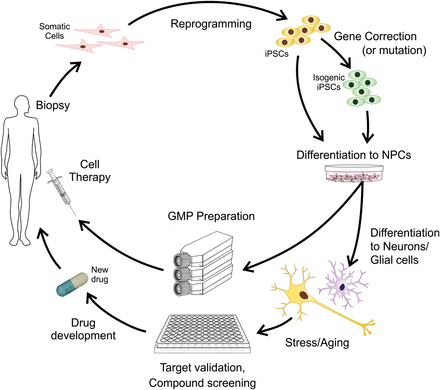 Somatic
Cells
Reprogramming
iPSCs
Gene Correction
(or mutation)
Isogenic
iPSCs
Biopsy
Differentiation to NPCs
Cell
Therapy
GMP Preparation
Differentiation
to Neurons/
Glial cells
New
drug
Drug
development
Stress/Aging
Target validation,
Compound screening